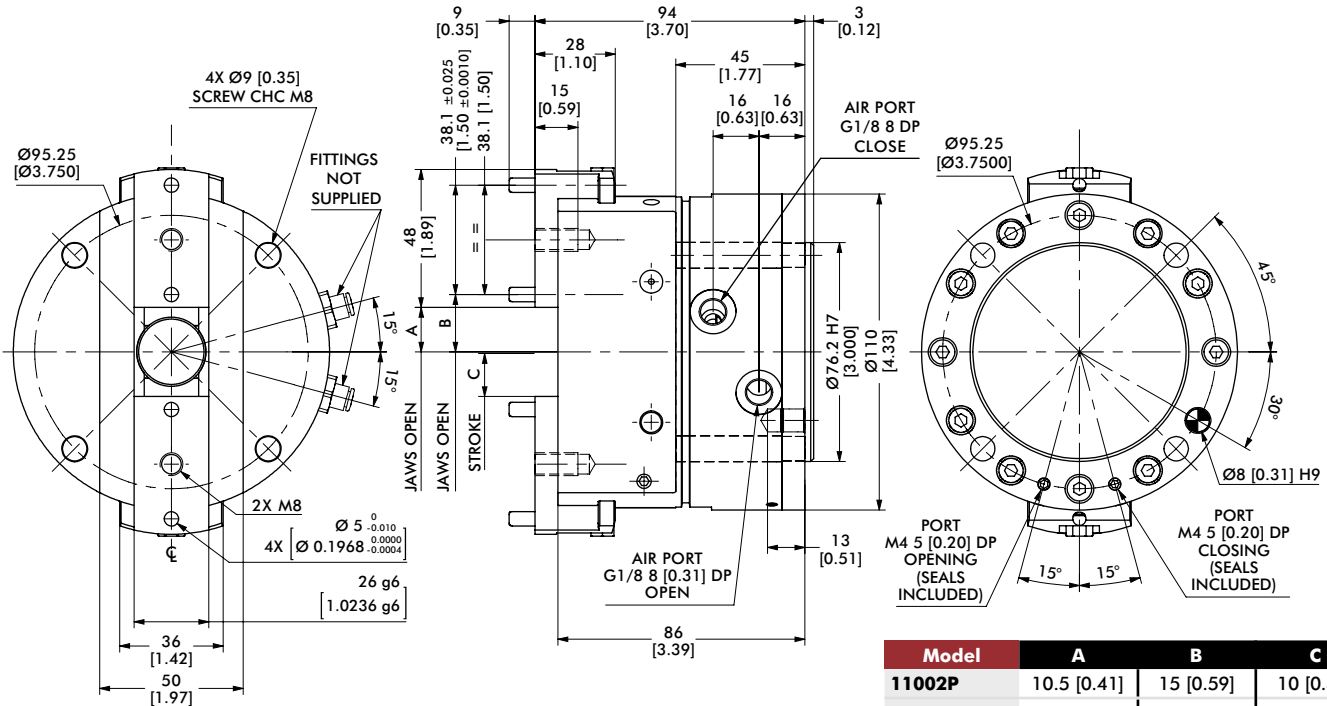 4X Ø9 [0.35]
SCREW CHC M8
Ø95.25
[Ø3.750]
FITTINGS
NOT
SUPPLIED
15°
15°
2X M8
4X [Ø 5 0 -0.010
Ø 0.1968 0.0000 -0.0004]
℄
26 g6
[1.0236 g6]
36
[1.42]
50
[1.97]
9
[0.35]
94
[3.70]
3
[0.12]
28
[1.10]
45
[1.77]
15
[0.59]
16
[0.63]
16
[0.63]
38.1 ±0.025
[1.50 ±0.0010]
38.1 [1.50]
= =
48
[1.89]
A
B
C
JAWS OPEN
JAWS OPEN
STROKE
AIR PORT
G1/8 8 DP
CLOSE
Ø76.2 H7
[3.000]
Ø110
[4.33]
AIR PORT
G1/8 8 [0.31] DP
OPEN
13
[0.51]
86
[3.39]
Ø95.25
[Ø3.7500]
45°
30°
Ø8 [0.31] H9
PORT
M4 5 [0.20] DP
OPENING
(SEALS
INCLUDED)
15°
15°
PORT
M4 5 [0.20] DP
CLOSING
(SEALS
INCLUDED)
Model A B C
11002P 10.5 [0.41] 15 [0.59] 10 [0.